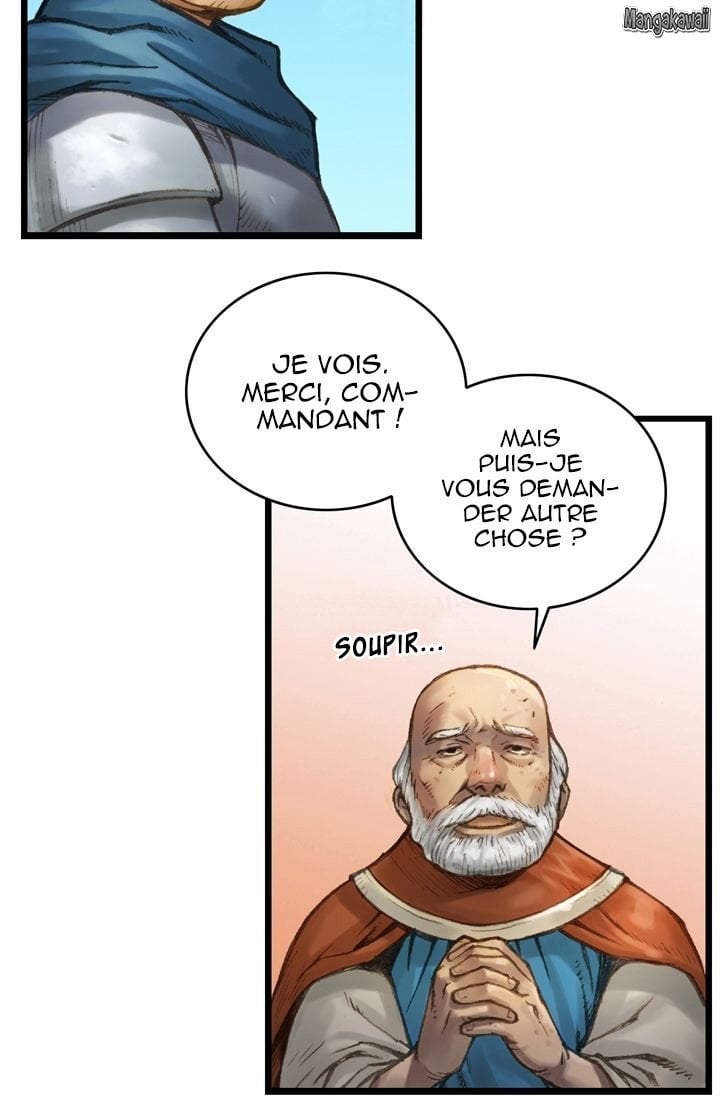 Mangakawaii
JE VOIS.
MERCI, COM-
MANDANT !
MAIS
PUIS-JE
VOUS DEMAN-
DER AUTRE
CHOSE ?
SOUPIR...